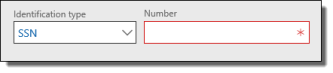 Identification type Number
SSN *